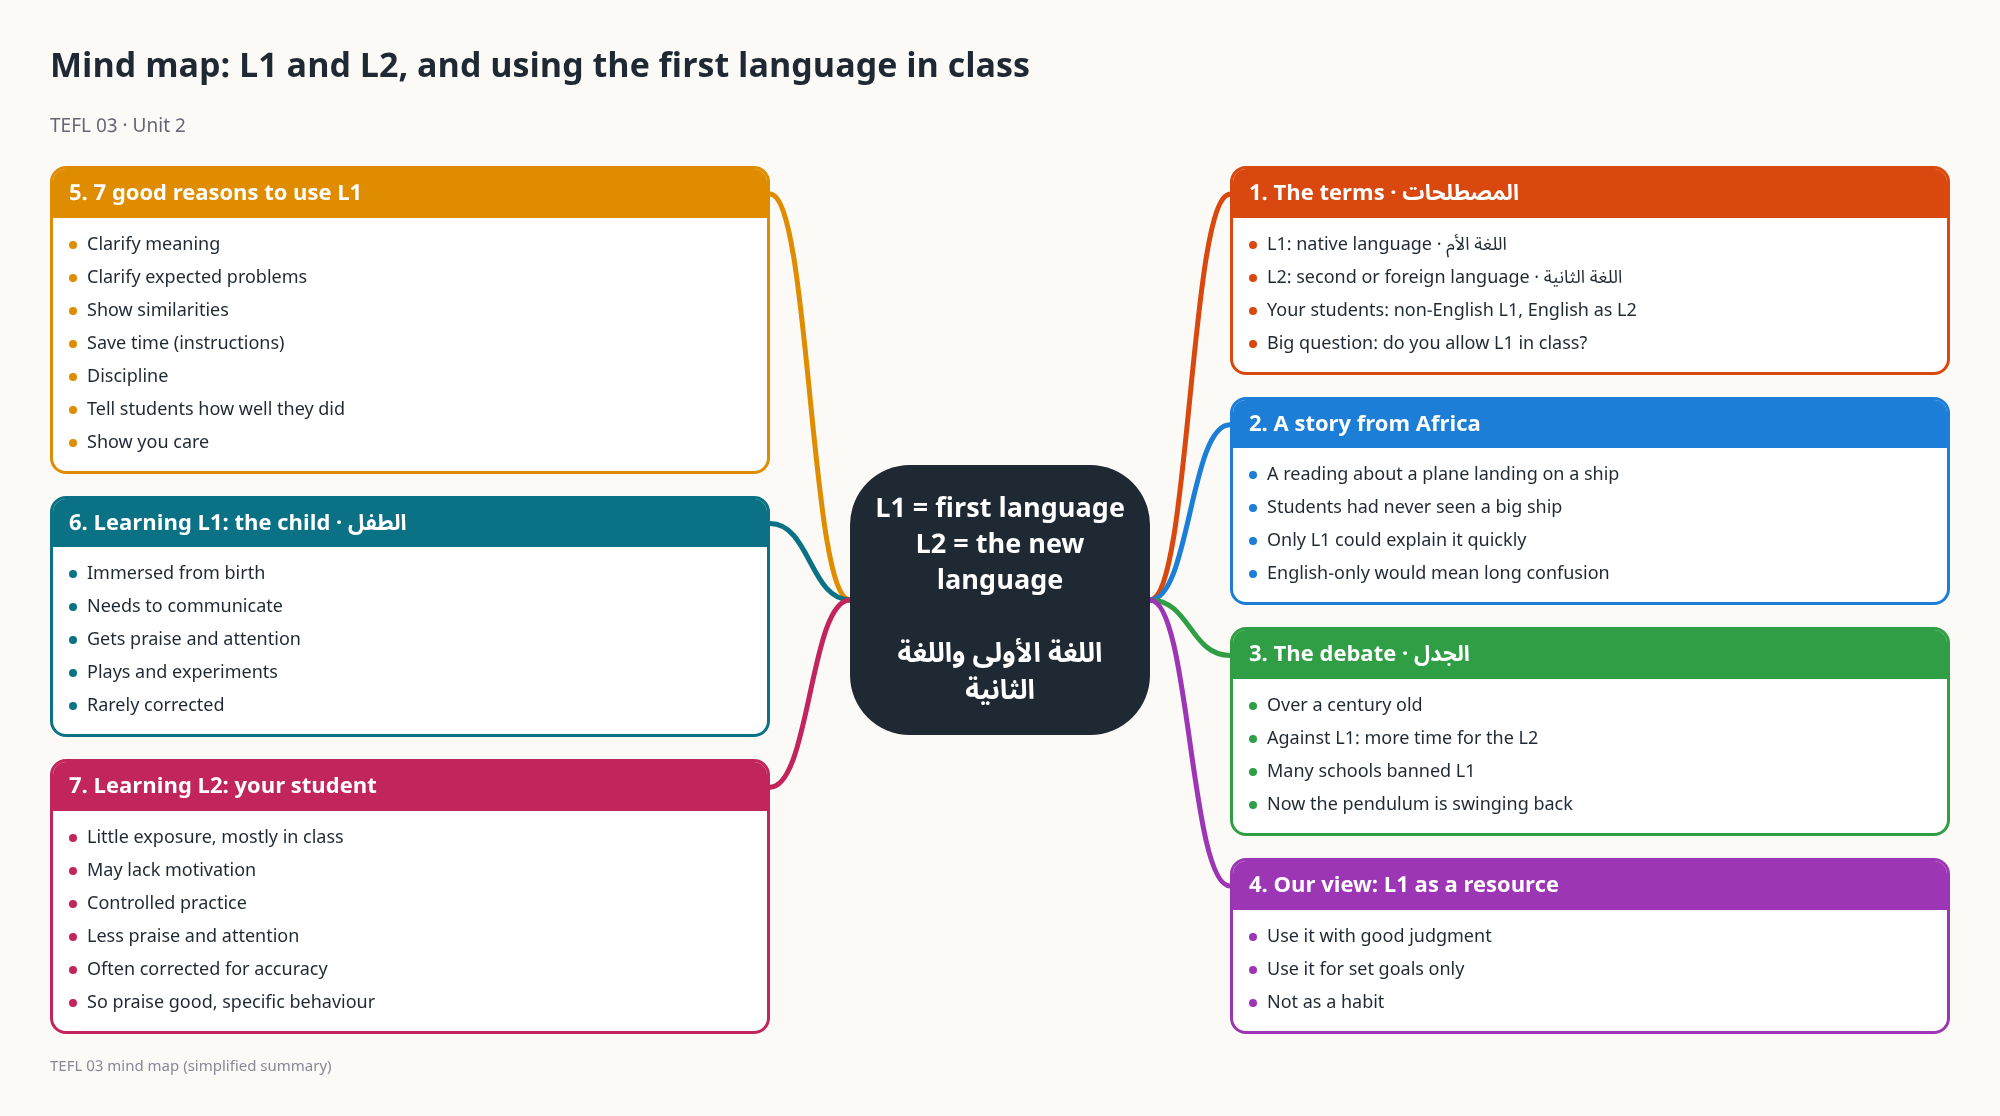 Mind map: L1 and L2, and using the first language in class
TEFL 03 · Unit 2
5. 7 good reasons to use L1
Clarify meaning
Clarify expected problems
Show similarities
Save time (instructions)
Discipline
Tell students how well they did
Show you care
6. Learning L1: the child · الطفل
Immersed from birth
Needs to communicate
Gets praise and attention
Plays and experiments
Rarely corrected
7. Learning L2: your student
Little exposure, mostly in class
May lack motivation
Controlled practice
Less praise and attention
Often corrected for accuracy
So praise good, specific behaviour
L1 = first language
L2 = the new
language
اللغة الأولى واللغة
الثانية
1. The terms · المصطلحات
L1: native language · اللغة الأم
L2: second or foreign language · اللغة الثانية
Your students: non-English L1, English as L2
Big question: do you allow L1 in class?
2. A story from Africa
A reading about a plane landing on a ship
Students had never seen a big ship
Only L1 could explain it quickly
English-only would mean long confusion
3. The debate · الجدل
Over a century old
Against L1: more time for the L2
Many schools banned L1
Now the pendulum is swinging back
4. Our view: L1 as a resource
Use it with good judgment
Use it for set goals only
Not as a habit
TEFL 03 mind map (simplified summary)